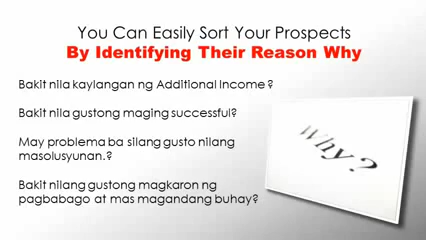 You Can Easily Sort Your Prospects
By Identifying Their Reason Why
Bakit nila kaylangan ng Additional Income ?
Bakit nila gustong maging successful?
May problema ba silang gusto nilang
masolusyunan.?
Bakit nilang gustong magkaron ng
pagbabago at mas magandang buhay?
Why?